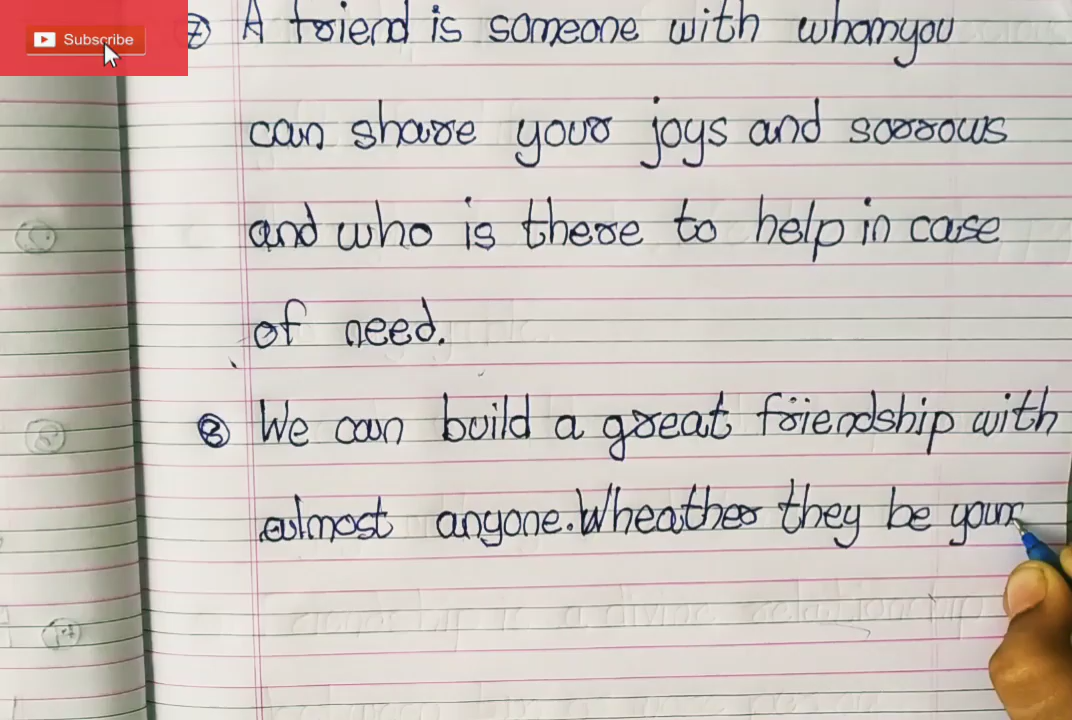 Subscribe
⑦ A friend is someone with whomyou
can share your joys and sorrows
and who is there to help in case
of need.
⑧ We can build a great friendship with
almost anyone. Wheather they be your